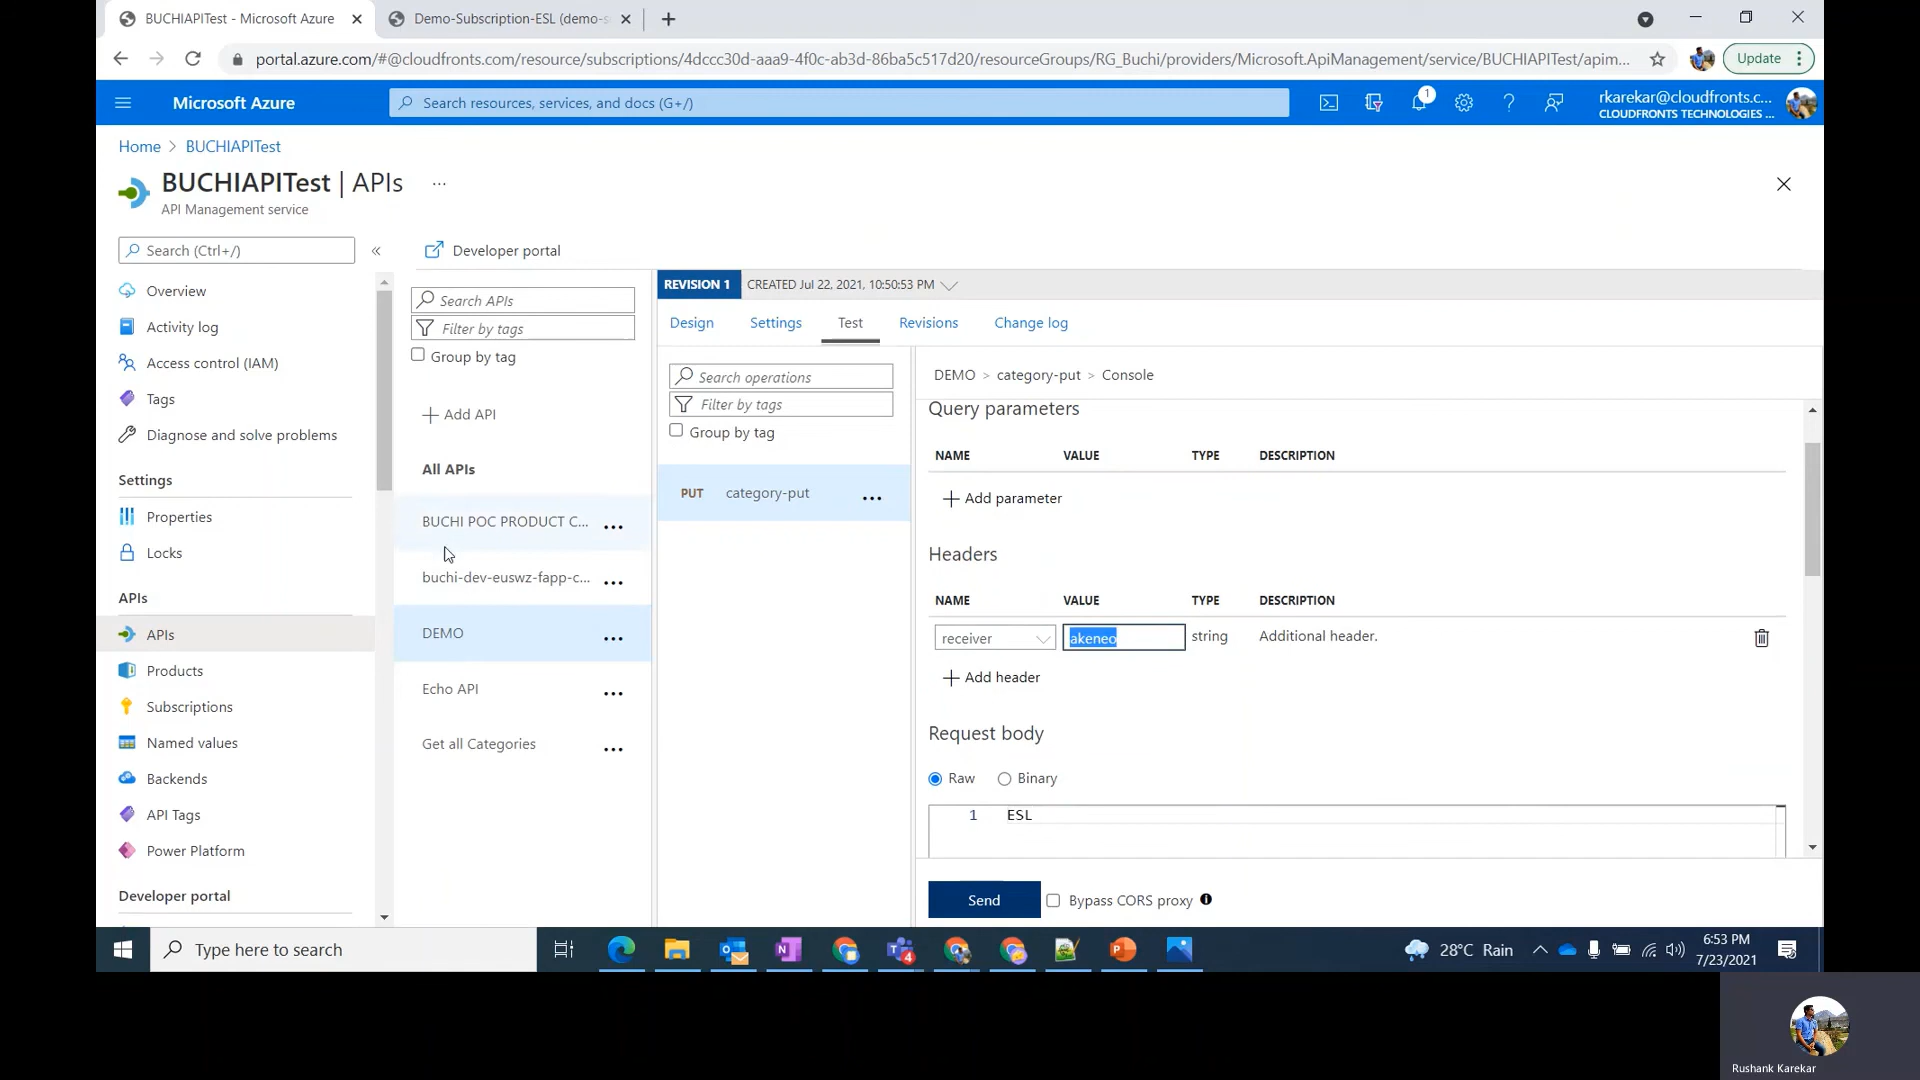 BUCHIAPITest - Microsoft Azure
Demo-Subscription-ESL (demo-s
portal.azure.com/#@cloudfronts.com/resource/subscriptions/4dccc30d-aaa9-4f0c-ab3d-86ba5c517d20/resourceGroups/RG_Buchi/providers/Microsoft.ApiManagement/service/BUCHIAPITest/apim...
Update
Microsoft Azure
Search resources, services, and docs (G+/)
1
rkarekar@cloudfronts.c...
CLOUDFRONTS TECHNOLOGIES ...
Home > BUCHIAPITest
BUCHIAPITest | APIs ...
API Management service
Search (Ctrl+/)
Overview
Activity log
Access control (IAM)
Tags
Diagnose and solve problems
Settings
Properties
Locks
APIs
APIs
Products
Subscriptions
Named values
Backends
API Tags
Power Platform
Developer portal
Developer portal
Search APIs
Filter by tags
Group by tag
Add API
All APIs
BUCHI POC PRODUCT C... ...
buchi-dev-euswz-fapp-c... ...
DEMO ...
Echo API ...
Get all Categories ...
REVISION 1 CREATED Jul 22, 2021, 10:50:53 PM
Design Settings Test Revisions Change log
Search operations
Filter by tags
Group by tag
PUT category-put ...
DEMO > category-put > Console
Query parameters
NAME VALUE TYPE DESCRIPTION
Add parameter
Headers
NAME VALUE TYPE DESCRIPTION
receiver akeneo string Additional header.
Add header
Request body
Raw Binary
1 ESL
Send Bypass CORS proxy
Type here to search
4
28°C Rain
6:53 PM
7/23/2021
Rushank Karekar